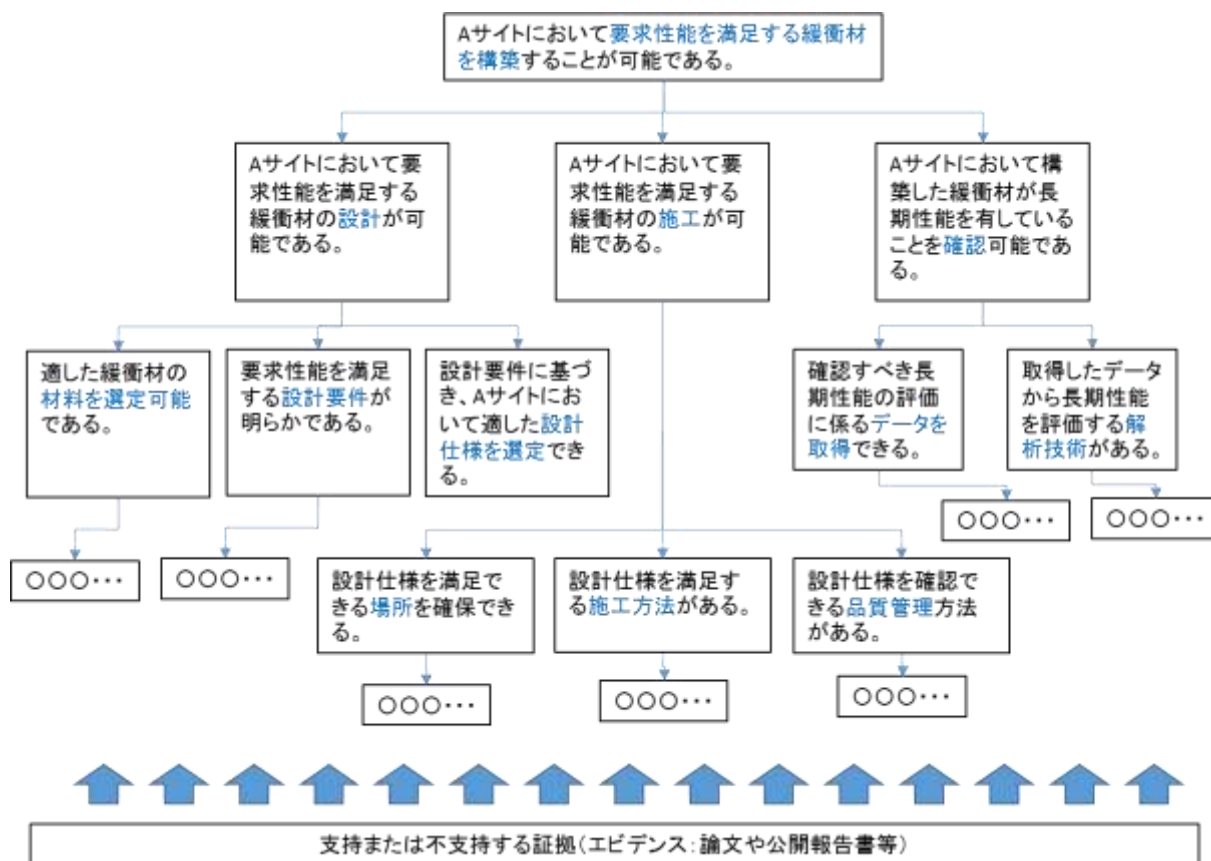 Aサイトにおいて要求性能を満足する緩衝材
を構築することが可能である。
Aサイトにおいて要
求性能を満足する
緩衝材の設計が可
能である。
Aサイトにおいて要
求性能を満足する
緩衝材の施工が可
能である。
Aサイトにおいて構
築した緩衝材が長
期性能を有している
ことを確認可能であ
る。
適した緩衝材の
材料を選定可能
である。
要求性能を満足
する設計要件が
明らかである。
設計要件に基づ
き、Aサイトにお
いて適した設計
仕様を選定でき
る。
確認すべき長
期性能の評価
に係るデータを
取得できる。
取得したデータ
から長期性能
を評価する解
析技術がある。
〇〇〇・・・
〇〇〇・・・
〇〇〇・・・
〇〇〇・・・
設計仕様を満足で
きる場所を確保でき
る。
設計仕様を満足す
る施工方法がある。
設計仕様を確認で
きる品質管理方法
がある。
〇〇〇・・・
〇〇〇・・・
〇〇〇・・・
支持または不支持する証拠(エビデンス:論文や公開報告書等)